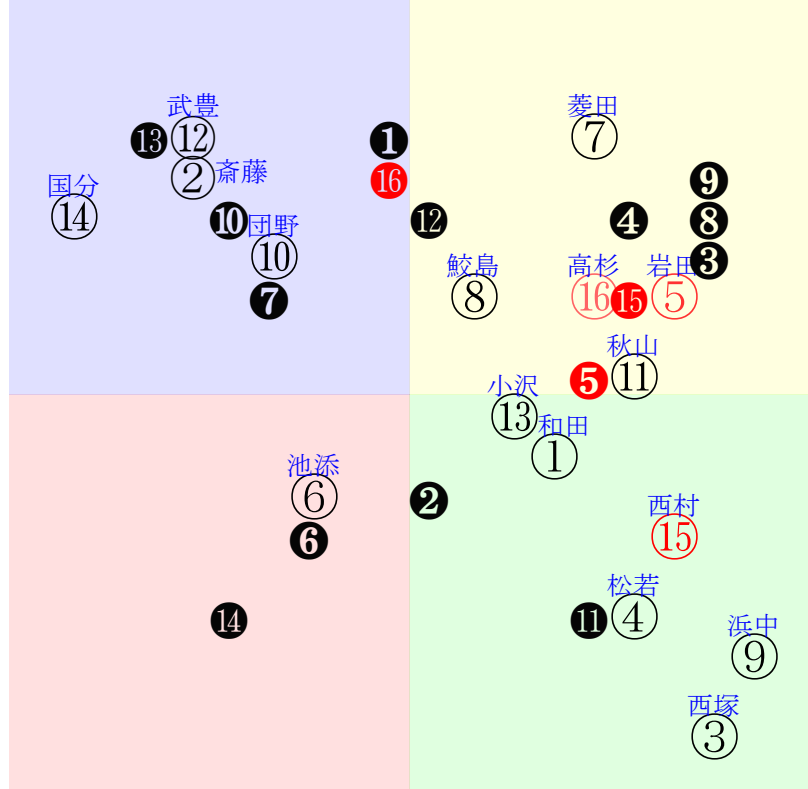 武豊
菱田
⓭ ⑫ ❶ ⑦
国分
② 斎藤 ⓰ ❾
⑭ ❿ 団野 ⓬ ❹ ❽
⑩ 鮫島 高杉 岩田 ❸
❼ ⑧ ⑯ ⓯ ⑤
秋山
小沢 ❺ ⑪
⑬ 和田
①
池添
⑥ ❷ 西村
❻ ⑮
松若
⓮ ⓫ ④ 浜中
⑨
西塚
③